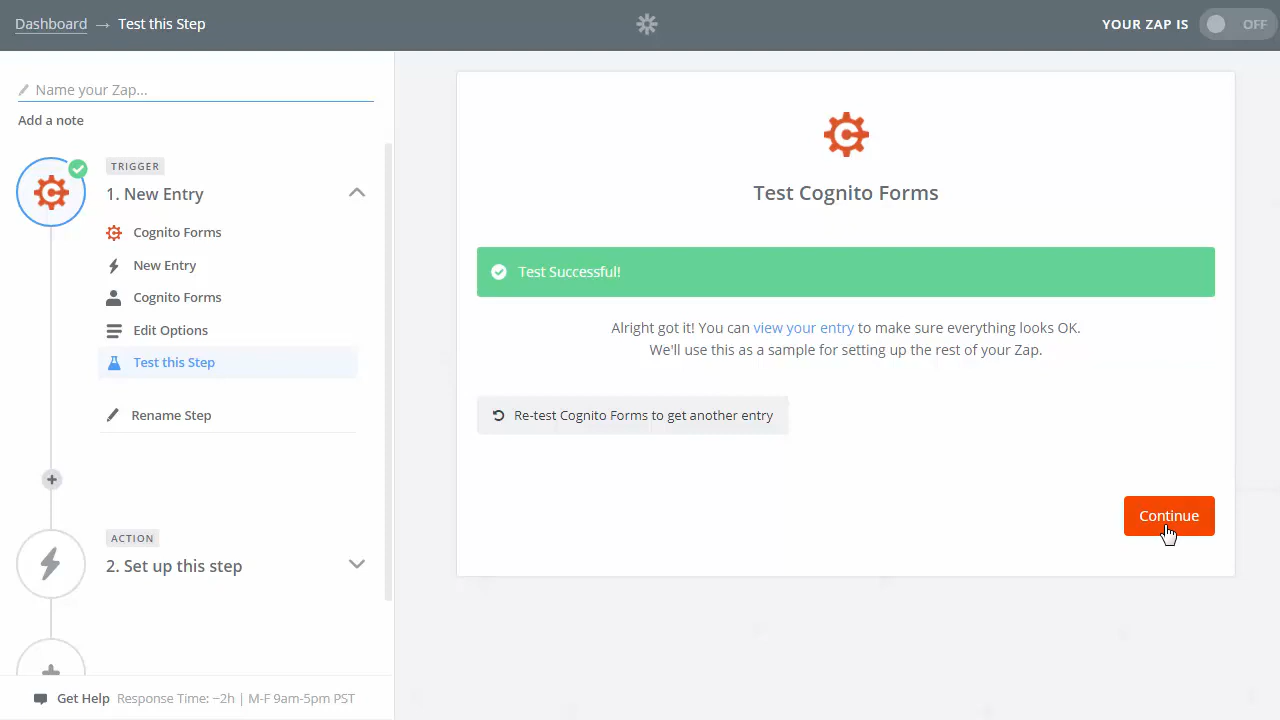 Dashboard → Test this Step
YOUR ZAP IS OFF
Name your Zap...
Add a note
TRIGGER
1. New Entry
Cognito Forms
New Entry
Cognito Forms
Edit Options
Test this Step
Rename Step
ACTION
2. Set up this step
Get Help Response Time: ~2h | M-F 9am-5pm PST
Test Cognito Forms
Test Successful!
Alright got it! You can view your entry to make sure everything looks OK.
We'll use this as a sample for setting up the rest of your Zap.
Re-test Cognito Forms to get another entry
Continue